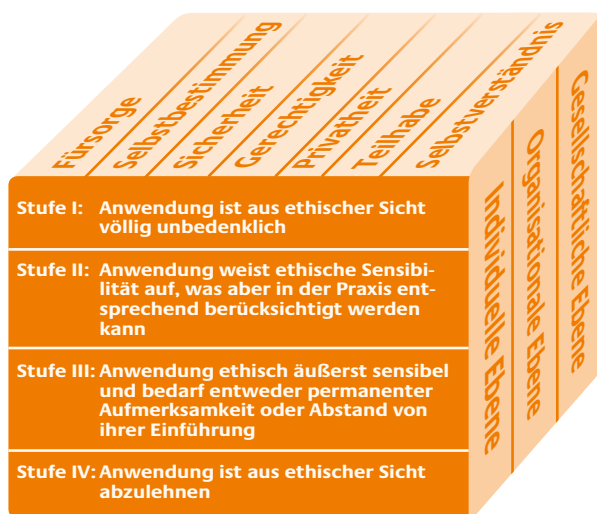 Fürsorge
Selbstbestimmung
Sicherheit
Gerechtigkeit
Privatheit
Teilhabe
Selbstverständnis
Stufe I: Anwendung ist aus ethischer Sicht
völlig unbedenklich
Stufe II: Anwendung weist ethische Sensibi-
lität auf, was aber in der Praxis ent-
sprechend berücksichtigt werden
kann
Stufe III: Anwendung ethisch äußerst sensibel
und bedarf entweder permanenter
Aufmerksamkeit oder Abstand von
ihrer Einführung
Stufe IV: Anwendung ist aus ethischer Sicht
abzulehnen
Individuelle Ebene
Organisationale Ebene
Gesellschaftliche Ebene